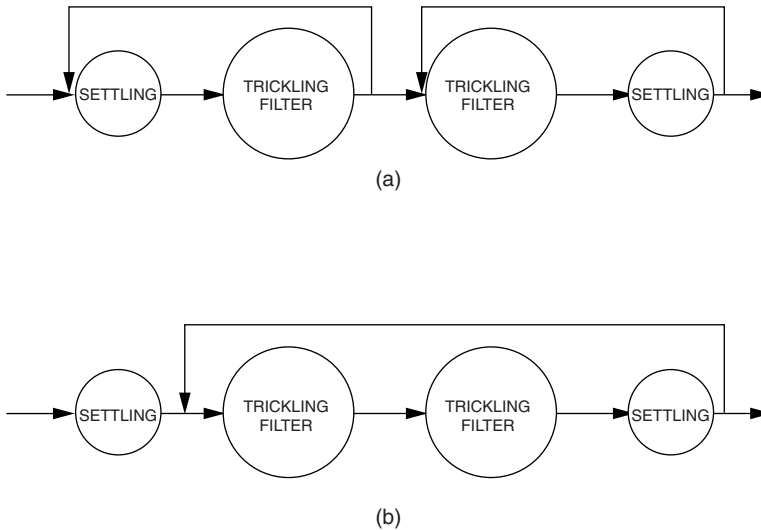 SETTLING
TRICKLING
FILTER
TRICKLING
FILTER
SETTLING
(a)
SETTLING
TRICKLING
FILTER
TRICKLING
FILTER
SETTLING
(b)